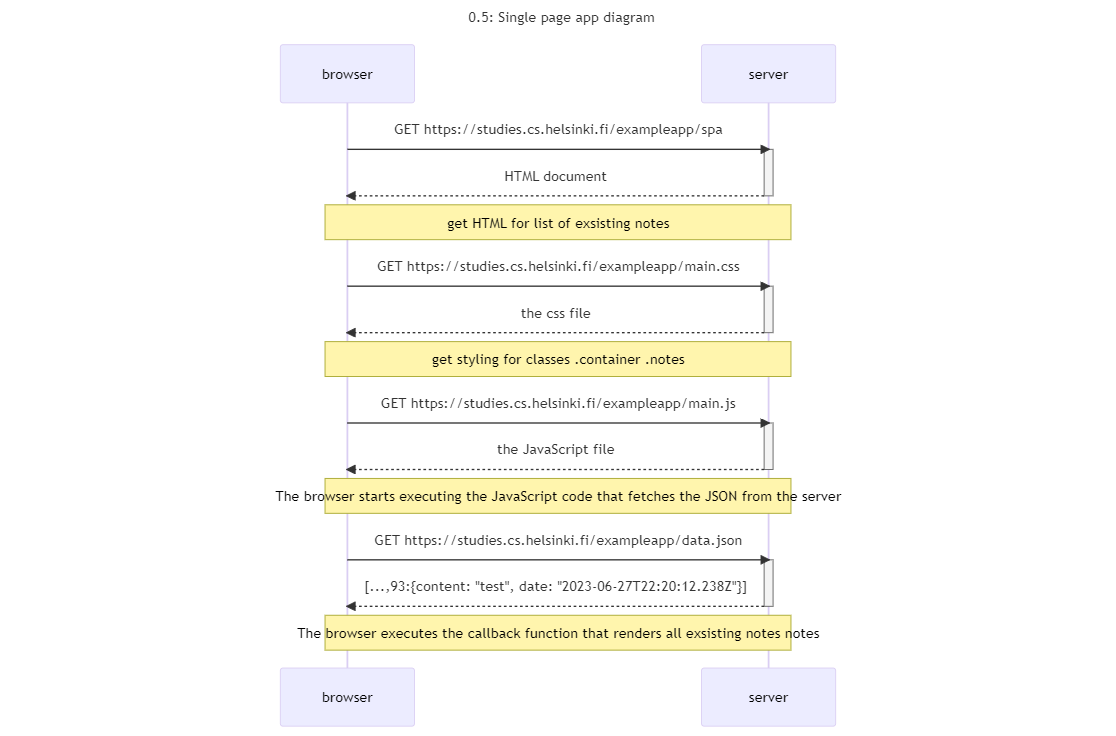 0.5: Single page app diagram
browser
server
GET https://studies.cs.helsinki.fi/exampleapp/spa
HTML document
get HTML for list of exsisting notes
GET https://studies.cs.helsinki.fi/exampleapp/main.css
the css file
get styling for classes .container .notes
GET https://studies.cs.helsinki.fi/exampleapp/main.js
the JavaScript file
The browser starts executing the JavaScript code that fetches the JSON from the server
GET https://studies.cs.helsinki.fi/exampleapp/data.json
[...,93:{content: "test", date: "2023-06-27T22:20:12.238Z"}]
The browser executes the callback function that renders all exsisting notes notes
browser
server